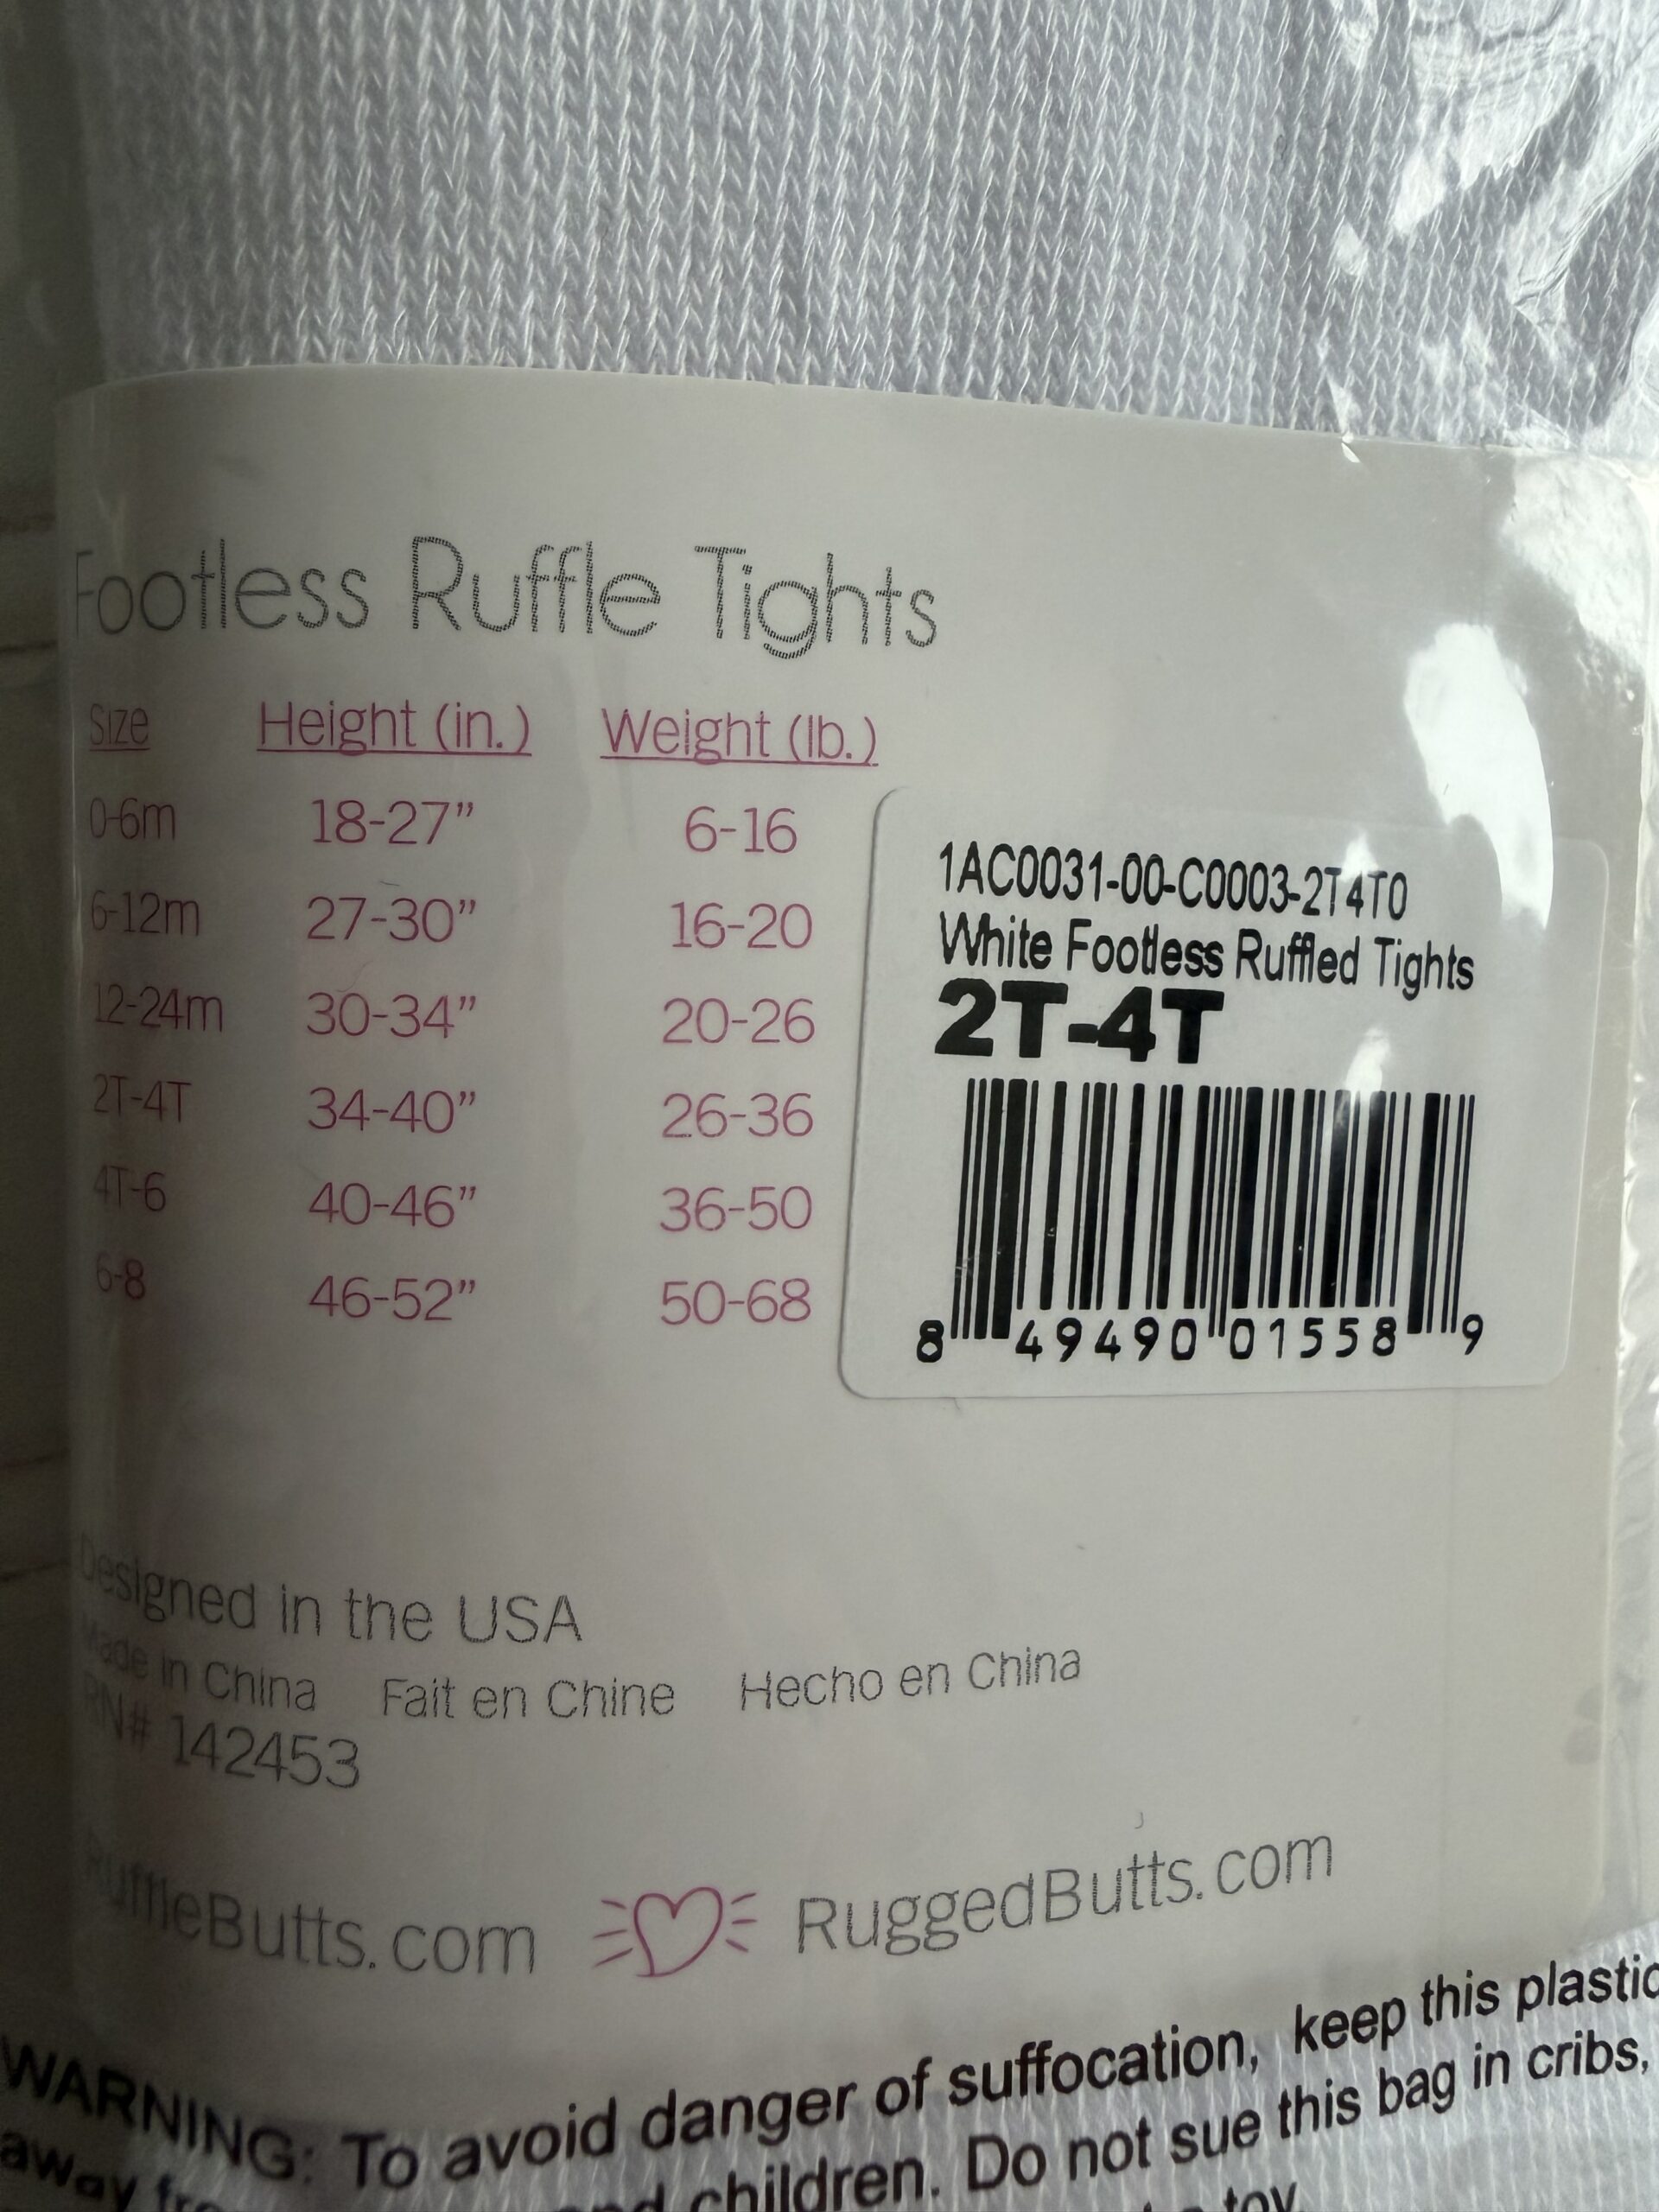 Footless Ruffle Tights
Size Height (in.) Weight (lb.)
0-6m 18-27" 6-16
6-12m 27-30" 16-20
12-24m 30-34" 20-26
2T-4T 34-40" 26-36
4T-6 40-46" 36-50
6-8 46-52" 50-68
1AC0031-00-C0003-2T4T0
White Footless Ruffled Tights
2T-4T
8 49490 01558 9
Designed in the USA
Made in China Fait en Chine Hecho en China
RN# 142453
RuffleButts.com RuggedButts.com
WARNING: To avoid danger of suffocation, keep this plastic
away children. Do not sue this bag in cribs,
toy.